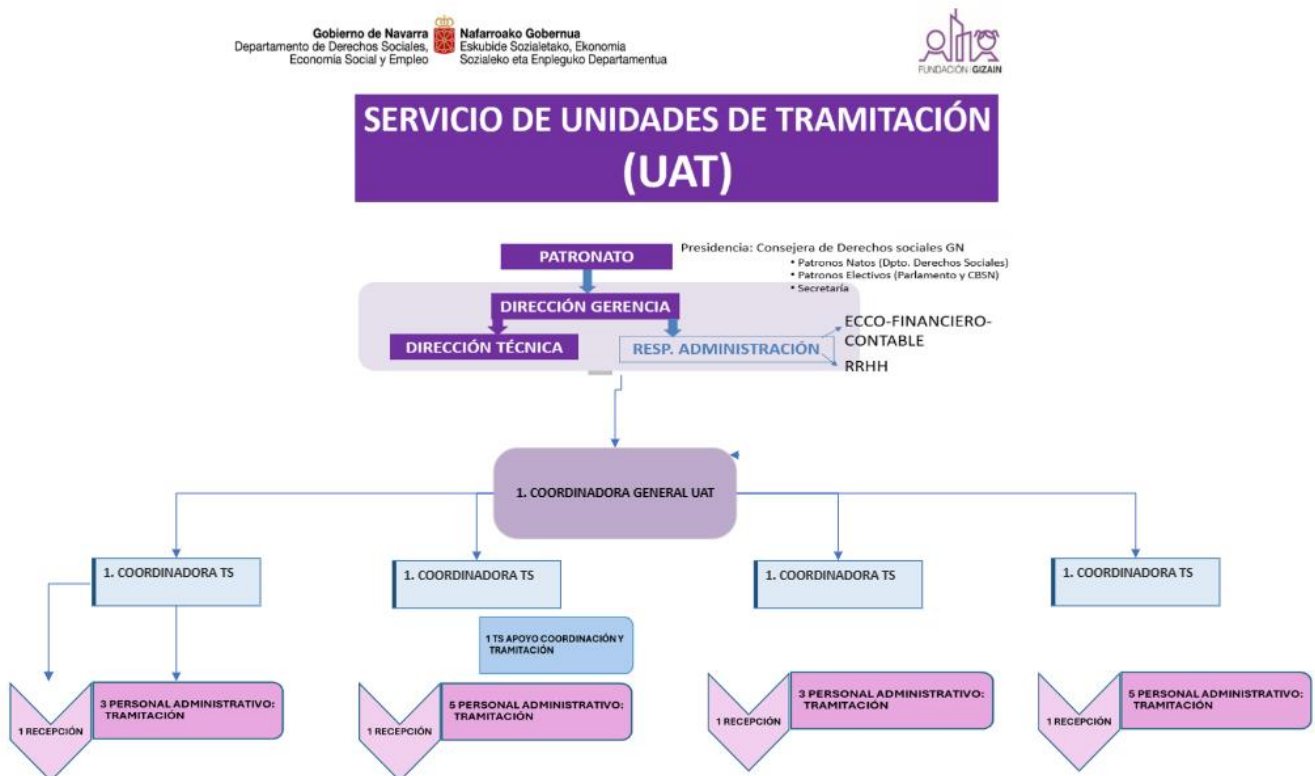 Gobierno de Navarra
Departamento de Derechos Sociales,
Economía Social y Empleo
Nafarroako Gobernua
Eskubide Sozialetako, Ekonomia
Sozialeko eta Enpleguko Departamentua
FUNDACIÓN GIZAIN
SERVICIO DE UNIDADES DE TRAMITACIÓN
(UAT)
PATRONATO
Presidencia: Consejera de Derechos sociales GN
• Patronos Natos (Dpto. Derechos Sociales)
• Patronos Electivos (Parlamento y CBSN)
• Secretaría
DIRECCIÓN GERENCIA
DIRECCIÓN TÉCNICA
RESP. ADMINISTRACIÓN
ECCO-FINANCIERO-
CONTABLE
RRHH
1. COORDINADORA GENERAL UAT
1. COORDINADORA TS
1. COORDINADORA TS
1. COORDINADORA TS
1. COORDINADORA TS
1 TS APOYO COORDINACIÓN Y
TRAMITACIÓN
1 RECEPCIÓN
3 PERSONAL ADMINISTRATIVO:
TRAMITACIÓN
1 RECEPCIÓN
5 PERSONAL ADMINISTRATIVO:
TRAMITACIÓN
1 RECEPCIÓN
3 PERSONAL ADMINISTRATIVO:
TRAMITACIÓN
1 RECEPCIÓN
5 PERSONAL ADMINISTRATIVO:
TRAMITACIÓN